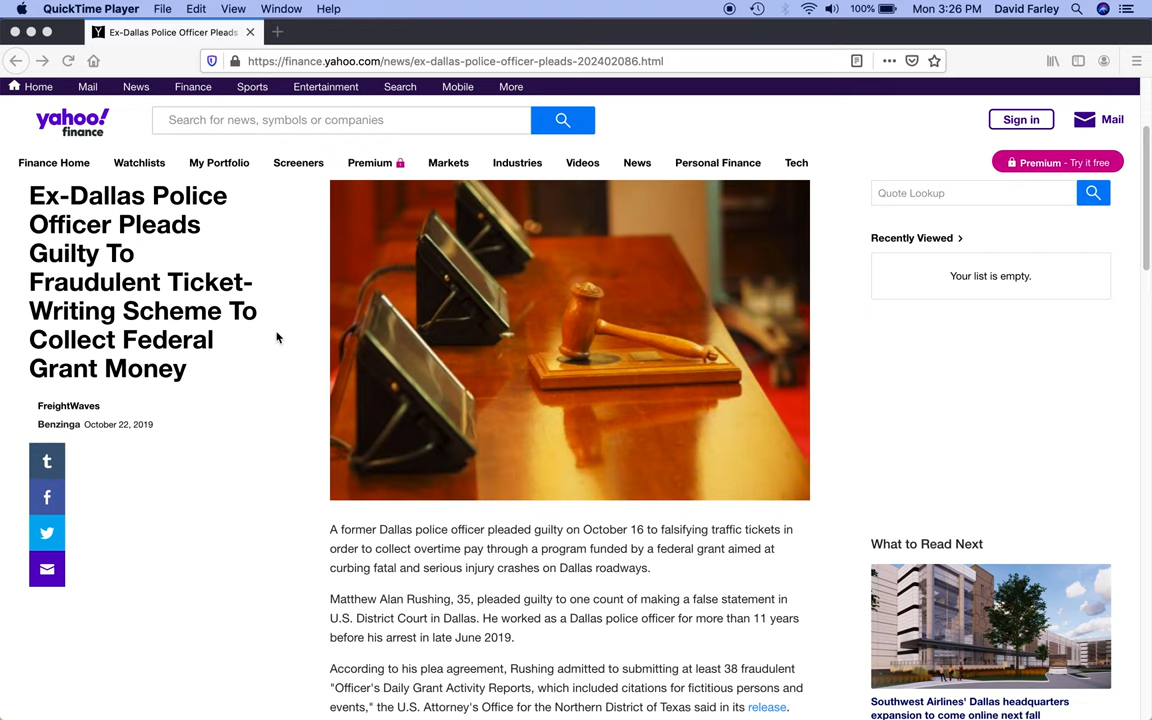 QuickTime Player File Edit View Window Help 100% Mon 3:26 PM David Farley
Ex-Dallas Police Officer Pleads
https://finance.yahoo.com/news/ex-dallas-police-officer-pleads-202402086.html
Home Mail News Finance Sports Entertainment Search Mobile More
yahoo!
finance
Search for news, symbols or companies
Sign in
Mail
Finance Home Watchlists My Portfolio Screeners Premium Markets Industries Videos News Personal Finance Tech
Premium - Try it free
Ex-Dallas Police
Officer Pleads
Guilty To
Fraudulent Ticket-
Writing Scheme To
Collect Federal
Grant Money
FreightWaves
Benzinga October 22, 2019
t
f
A former Dallas police officer pleaded guilty on October 16 to falsifying traffic tickets in
order to collect overtime pay through a program funded by a federal grant aimed at
curbing fatal and serious injury crashes on Dallas roadways.
Matthew Alan Rushing, 35, pleaded guilty to one count of making a false statement in
U.S. District Court in Dallas. He worked as a Dallas police officer for more than 11 years
before his arrest in late June 2019.
According to his plea agreement, Rushing admitted to submitting at least 38 fraudulent
"Officer's Daily Grant Activity Reports, which included citations for fictitious persons and
events," the U.S. Attorney's Office for the Northern District of Texas said in its release.
Quote Lookup
Recently Viewed
Your list is empty.
What to Read Next
Southwest Airlines' Dallas headquarters
expansion to come online next fall